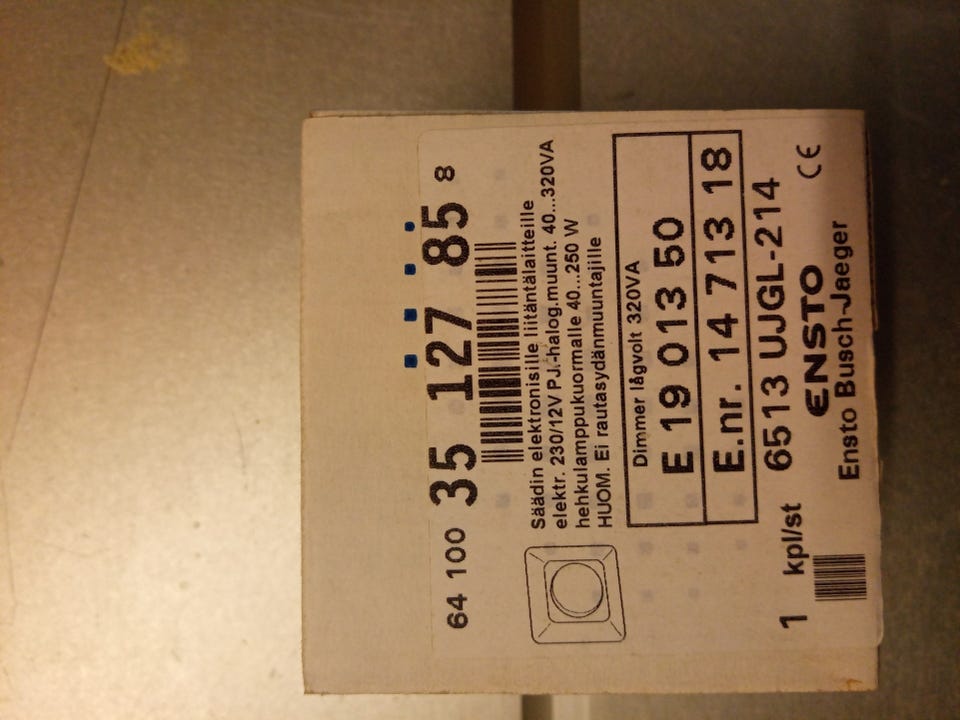 64 100 35 127 85 8
Säädin elektronisille liitäntälaitteille
elektr. 230/12V PJ.-halog.muunt. 40...320VA
hehkulamppukuormalle 40...250 W
HUOM. Ei rautasydänmuuntajille
Dimmer lågvolt 320VA
E 19 013 50
E.nr. 14 713 18
1 kpl/st 6513 UJGL-214
ENSTO CE
Ensto Busch-Jaeger